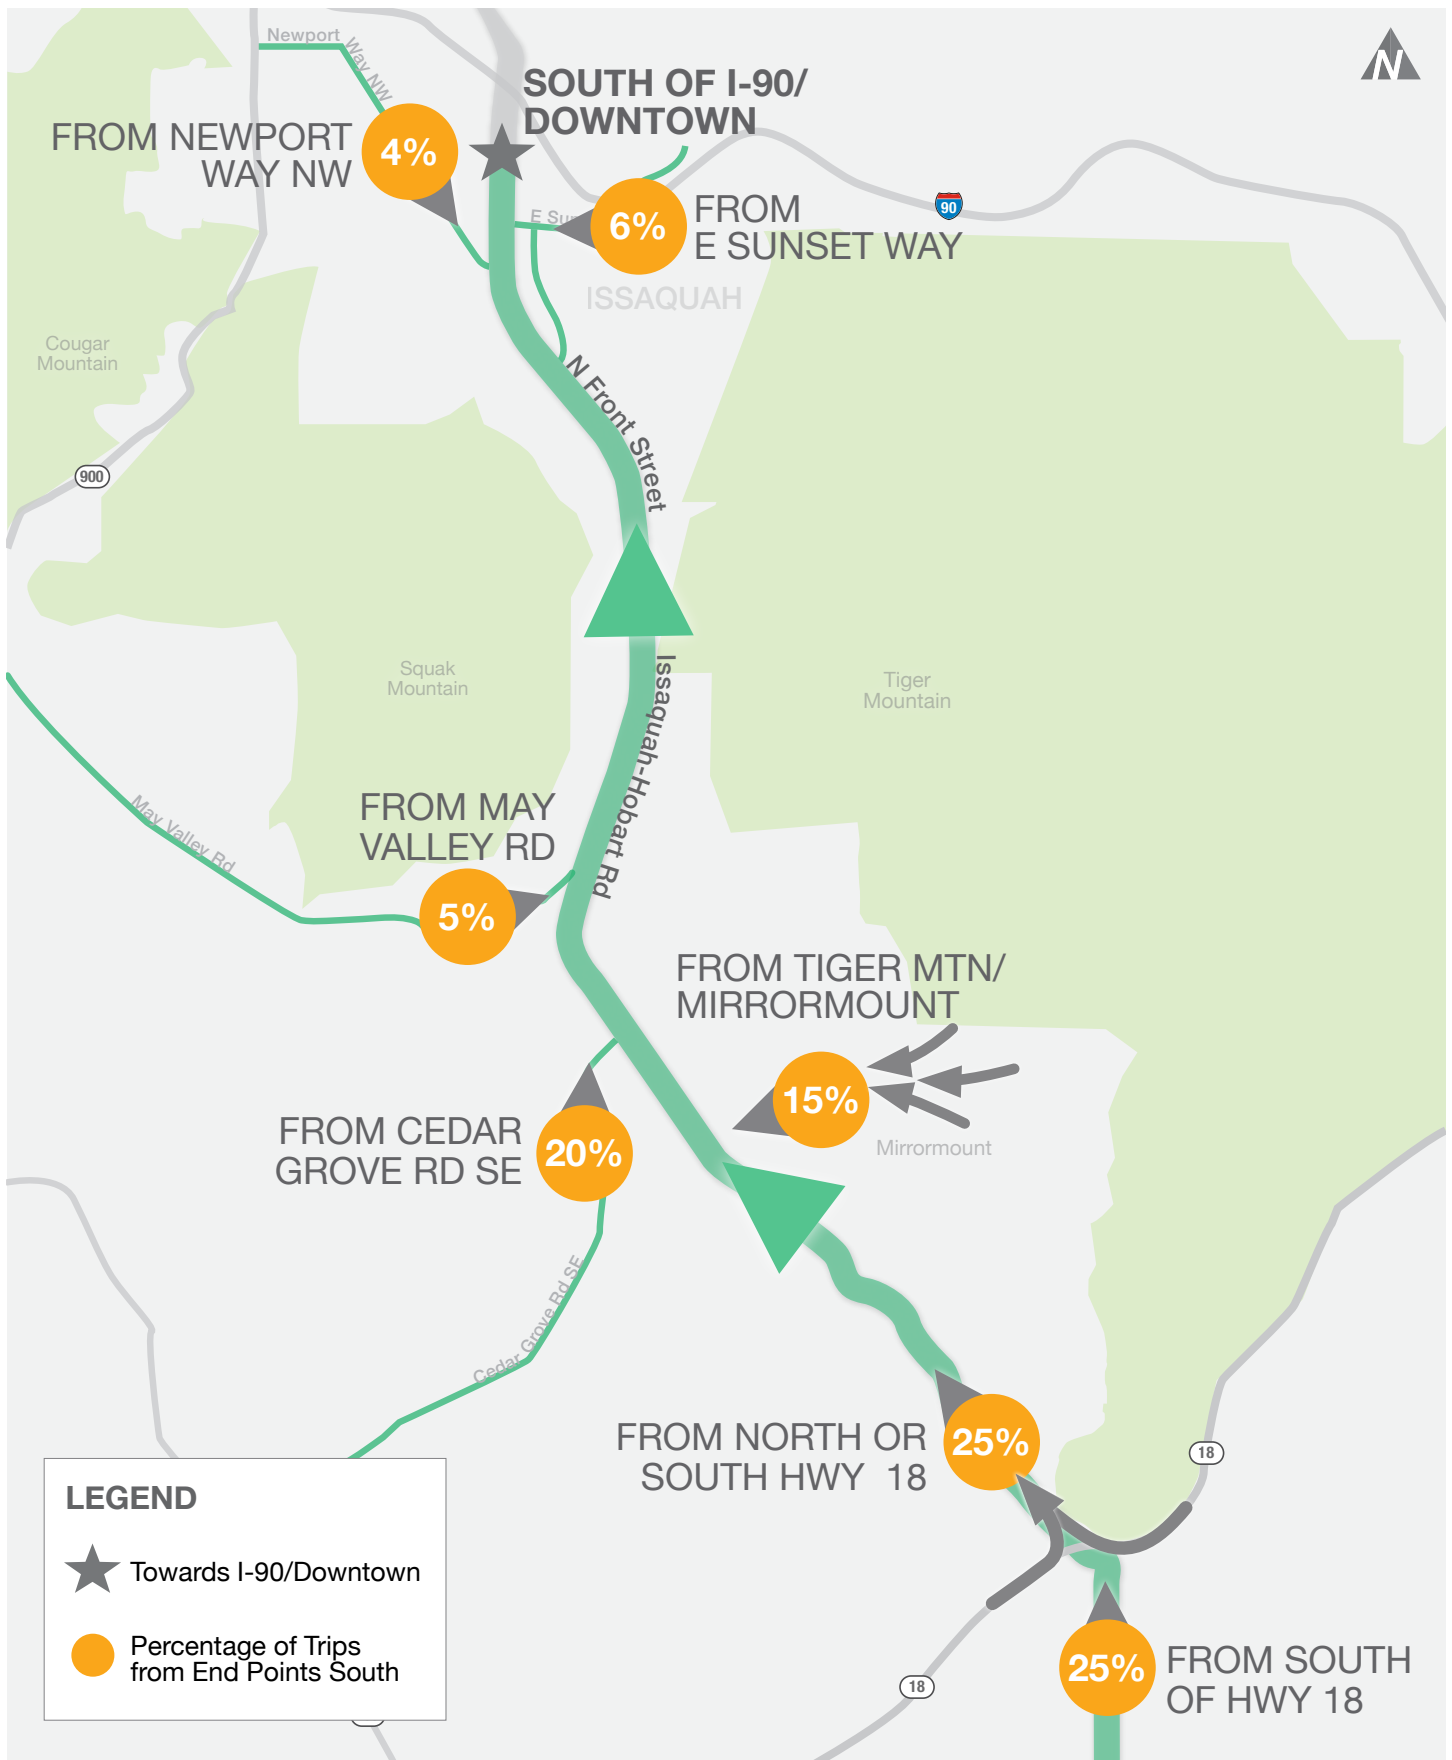 Newport
Way NW
N
SOUTH OF I-90/
DOWNTOWN
FROM NEWPORT
WAY NW
4%
90
E
6%
FROM
E SUNSET WAY
ISSAQUAH
Cougar
Mountain
N Front Street
900
Squak
Mountain
Issaquah-Hobart Rd
Tiger
Mountain
FROM MAY
VALLEY RD
May Valley Rd
5%
FROM TIGER MTN/
MIRRORMOUNT
15%
Mirrormount
FROM CEDAR
GROVE RD SE
20%
Cedar Grove Rd SE
FROM NORTH OR
SOUTH HWY 18
25%
18
LEGEND
Towards I-90/Downtown
Percentage of Trips
from End Points South
18
25%
FROM SOUTH
OF HWY 18